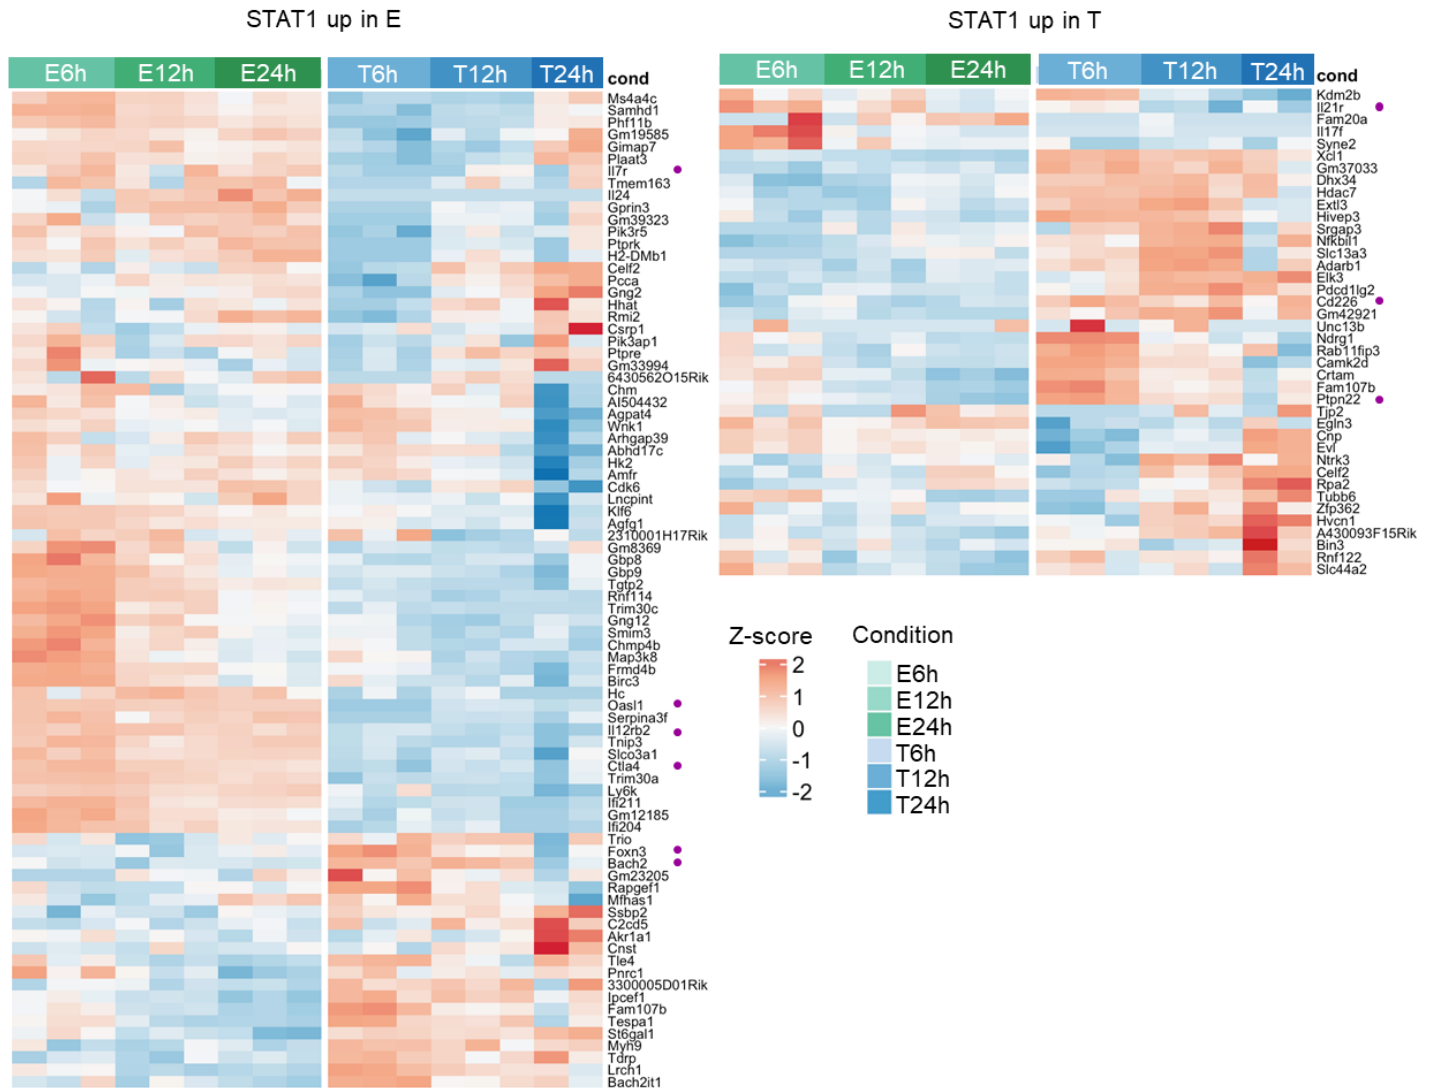 STAT1 up in E
E6h E12h E24h T6h T12h T24h cond
Ms4a4c
Samhd1
Phf11b
Gm19585
Gimap7
Plaat3
Il7r
Tmem163
Il24
Gprin3
Gm39323
Pik3r5
Ptprk
H2-DMb1
Celf2
Pcca
Gng2
Hhat
Rmi2
Csrp1
Pik3ap1
Ptpre
Gm33994
6430562O15Rik
Chm
AI504432
Agpat4
Wnk1
Arhgap39
Abhd17c
Hk2
Amfr
Cdk6
Lncpint
Klf6
Agfg1
2310001H17Rik
Gm8369
Gbp8
Gbp9
Tgtp2
Rnf114
Trim30c
Gng12
Smim3
Chmp4b
Map3k8
Frmd4b
Birc3
Hc
Oasl1
Serpina3f
Il12rb2
Tnip3
Slco3a1
Ctla4
Trim30a
Ly6k
Ifi211
Gm12185
Ifi204
Trio
Foxn3
Bach2
Gm23205
Rapgef1
Mfhas1
Ssbp2
C2cd5
Akr1a1
Cnst
Tle4
Pnrc1
3300005D01Rik
Ipcef1
Fam107b
Tespa1
St6gal1
Myh9
Tdrp
Lrch1
Bach2it1
STAT1 up in T
E6h E12h E24h T6h T12h T24h cond
Kdm2b
Il21r
Fam20a
Il17f
Syne2
Xcl1
Gm37033
Dhx34
Hdac7
Extl3
Hivep3
Srgap3
Nfkbil1
Slc13a3
Adarb1
Elk3
Pdcd1lg2
Cd226
Gm42921
Unc13b
Ndrg1
Rab11fip3
Camk2d
Crtam
Fam107b
Ptpn22
Tjp2
Egln3
Cnp
Evl
Ntrk3
Celf2
Rpa2
Tubb6
Zfp362
Hvcn1
A430093F15Rik
Bin3
Rnf122
Slc44a2
Z-score
2
1
0
-1
-2
Condition
E6h
E12h
E24h
T6h
T12h
T24h